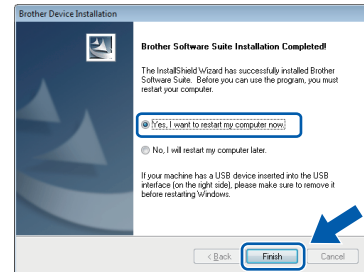 Brother Device Installation
Brother Software Suite Installation Completed!
The InstallShield Wizard has successfully installed Brother
Software Suite. Before you can use the program, you must
restart your computer.
Yes, I want to restart my computer now.
No, I will restart my computer later.
If your machine has a USB device inserted into the USB
interface (on the right side), please make sure to remove it
before restarting Windows.
< Back
Finish
Cancel